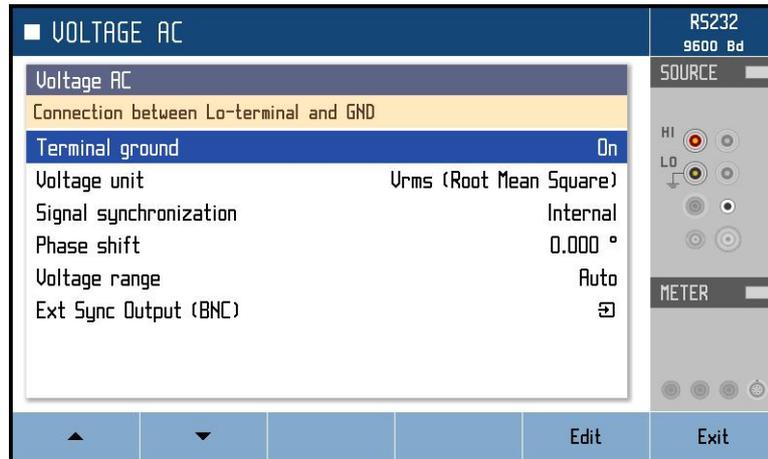 VOLTAGE AC
RS232
9600 Bd
Voltage AC
Connection between Lo-terminal and GND
Terminal ground On
Voltage unit Vrms (Root Mean Square)
Signal synchronization Internal
Phase shift 0.000 °
Voltage range Auto
Ext Sync Output (BNC)
SOURCE
HI
LO
METER
Edit
Exit